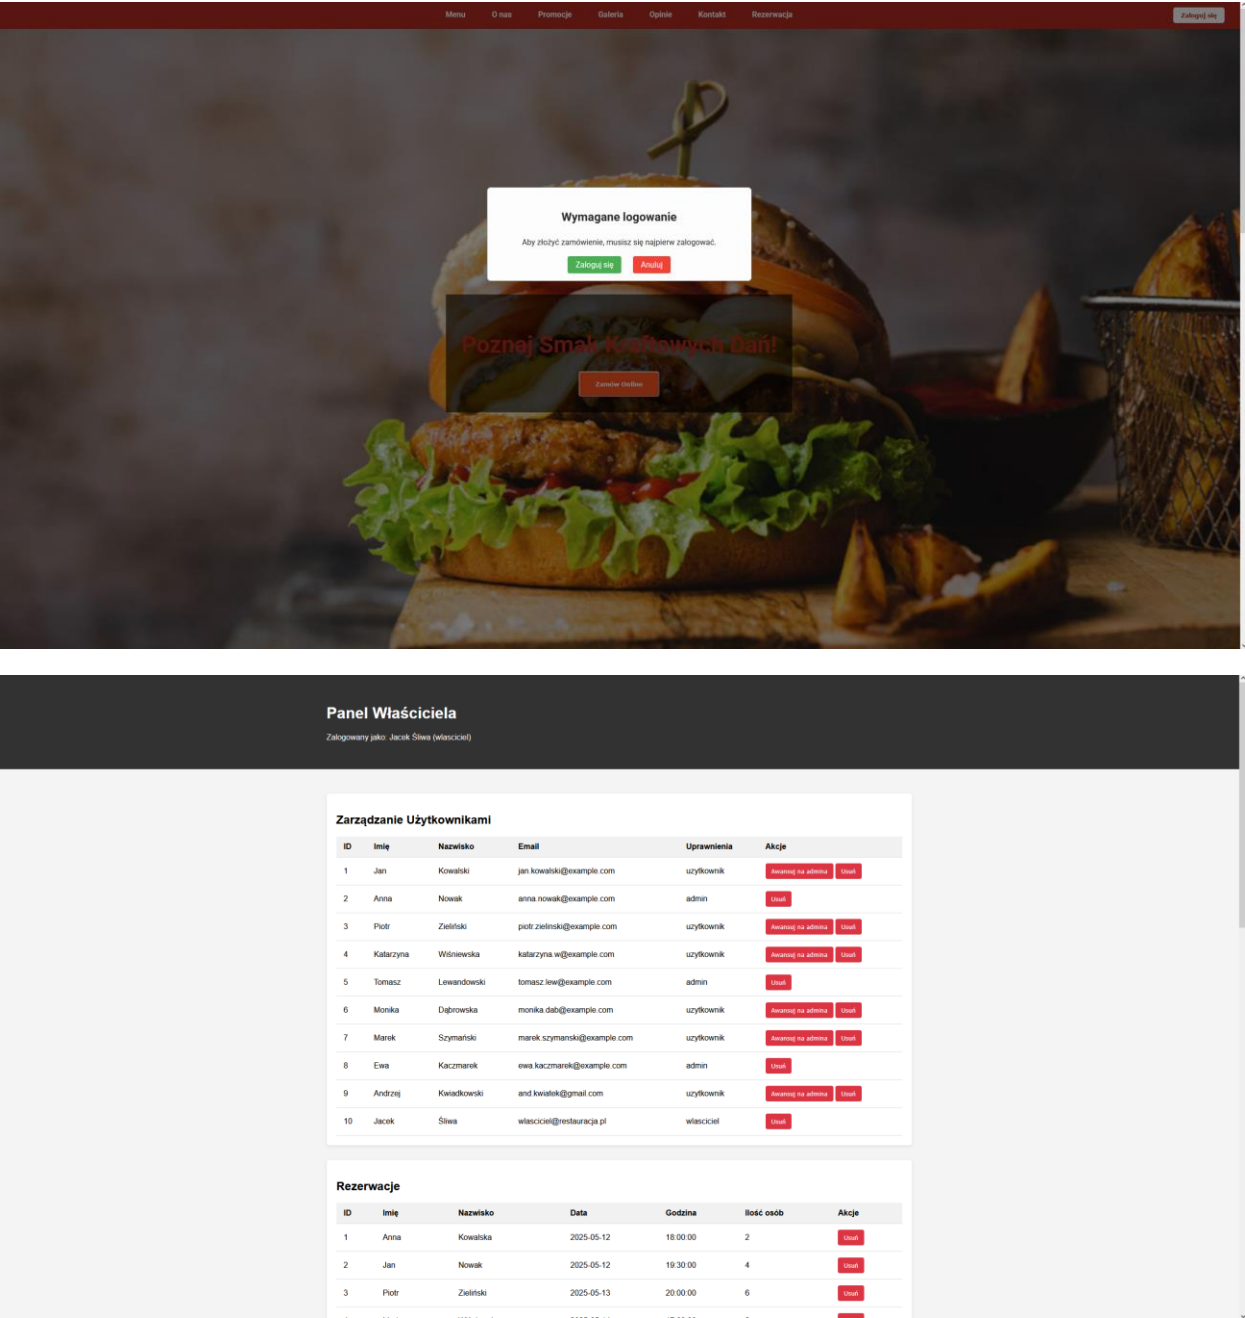 Menu O nas Promocje Galeria Opinie Kontakt Rezerwacja Zaloguj się
Wymagane logowanie
Aby złożyć zamówienie, musisz się najpierw zalogować.
Zaloguj się Anuluj
Poznaj Smak Kraftowych Dań!
Zamów Online
Panel Właściciela
Zalogowany jako: Jacek Śliwa (wlasciciel)
Zarządzanie Użytkownikami
ID Imię Nazwisko Email Uprawnienia Akcje
1 Jan Kowalski jan.kowalski@example.com uzytkownik Awansuj na admina Usuń
2 Anna Nowak anna.nowak@example.com admin Usuń
3 Piotr Zieliński piotr.zielinski@example.com uzytkownik Awansuj na admina Usuń
4 Katarzyna Wiśniewska katarzyna.w@example.com uzytkownik Awansuj na admina Usuń
5 Tomasz Lewandowski tomasz.lew@example.com admin Usuń
6 Monika Dąbrowska monika.dab@example.com uzytkownik Awansuj na admina Usuń
7 Marek Szymański marek.szymanski@example.com uzytkownik Awansuj na admina Usuń
8 Ewa Kaczmarek ewa.kaczmarek@example.com admin Usuń
9 Andrzej Kwiadkowski and.kwiatek@gmail.com uzytkownik Awansuj na admina Usuń
10 Jacek Śliwa wlasciciel@restauracja.pl wlasciciel Usuń
Rezerwacje
ID Imię Nazwisko Data Godzina Ilość osób Akcje
1 Anna Kowalska 2025-05-12 18:00:00 2 Usuń
2 Jan Nowak 2025-05-12 19:30:00 4 Usuń
3 Piotr Zieliński 2025-05-13 20:00:00 6 Usuń